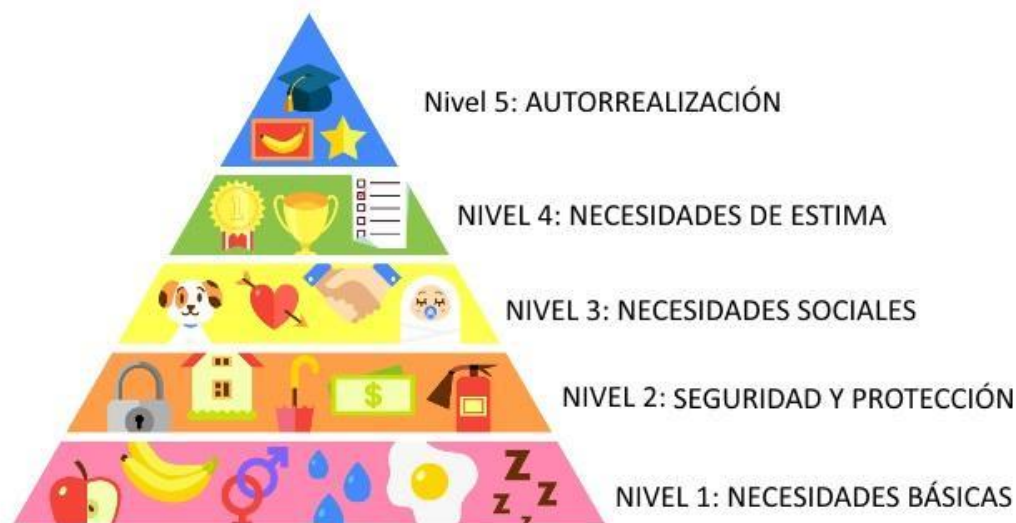 Nivel 5: AUTORREALIZACIÓN
1
NIVEL 4: NECESIDADES DE ESTIMA
NIVEL 3: NECESIDADES SOCIALES
$
NIVEL 2: SEGURIDAD Y PROTECCIÓN
Z
Z Z
Z
NIVEL 1: NECESIDADES BÁSICAS